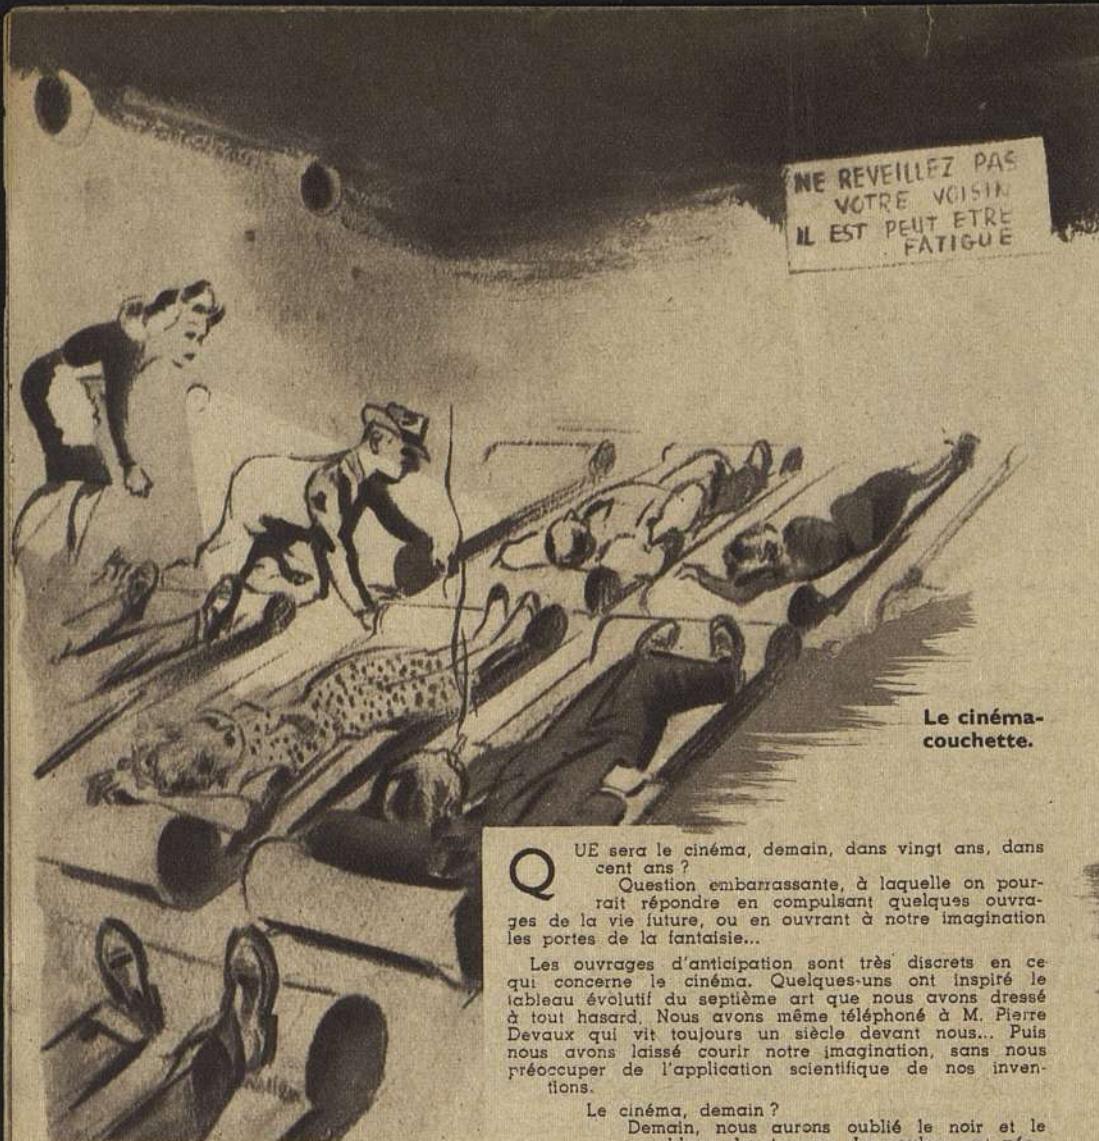 NE REVEILLEZ PAS
VOTRE VOISIN
IL EST PEUT ETRE
FATIGUE
Le cinéma-
couchette.
QUE sera le cinéma, demain, dans vingt ans, dans
cent ans ?
Question embarrassante, à laquelle on pour-
rait répondre en compulsant quelques ouvra-
ges de la vie future, ou en ouvrant à notre imagination
les portes de la fantaisie...
Les ouvrages d'anticipation sont très discrets en ce
qui concerne le cinéma. Quelques-uns ont inspiré le
tableau évolutif du septième art que nous avons dressé
à tout hasard. Nous avons même téléphoné à M. Pierre
Devaux qui vit toujours un siècle devant nous... Puis
nous avons laissé courir notre imagination, sans nous
préoccuper de l'application scientifique de nos inven-
tions.
Le cinéma, demain ?
Demain, nous aurons oublié le noir et le